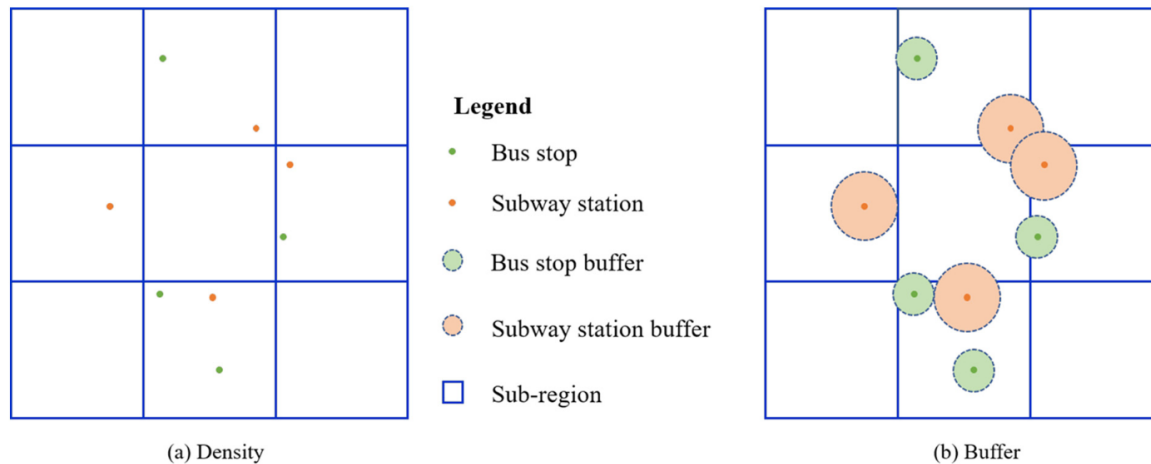 Legend
Bus stop
Subway station
Bus stop buffer
Subway station buffer
Sub-region
(a) Density
(b) Buffer